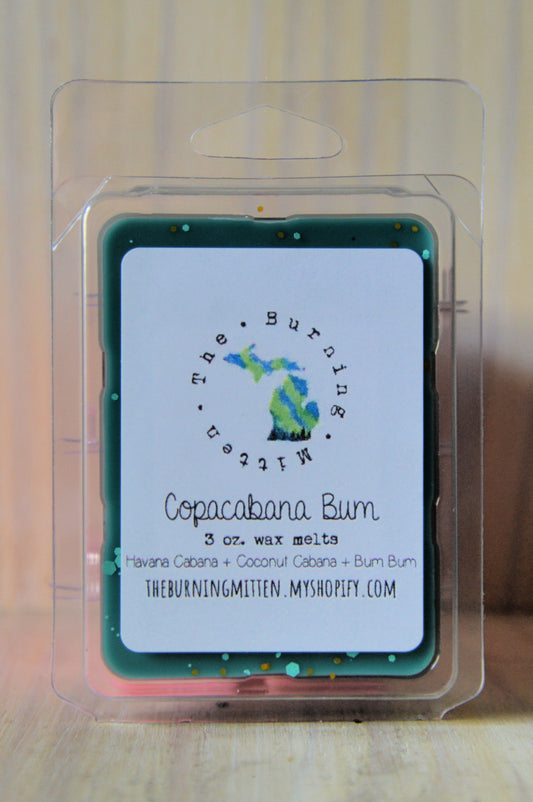 • The • Burning • Mitten
Copacabana Bum
3 oz. wax melts
Havana Cabana + Coconut Cabana + Bum Bum
THEBURNINGMITTEN.MYSHOPIFY.COM